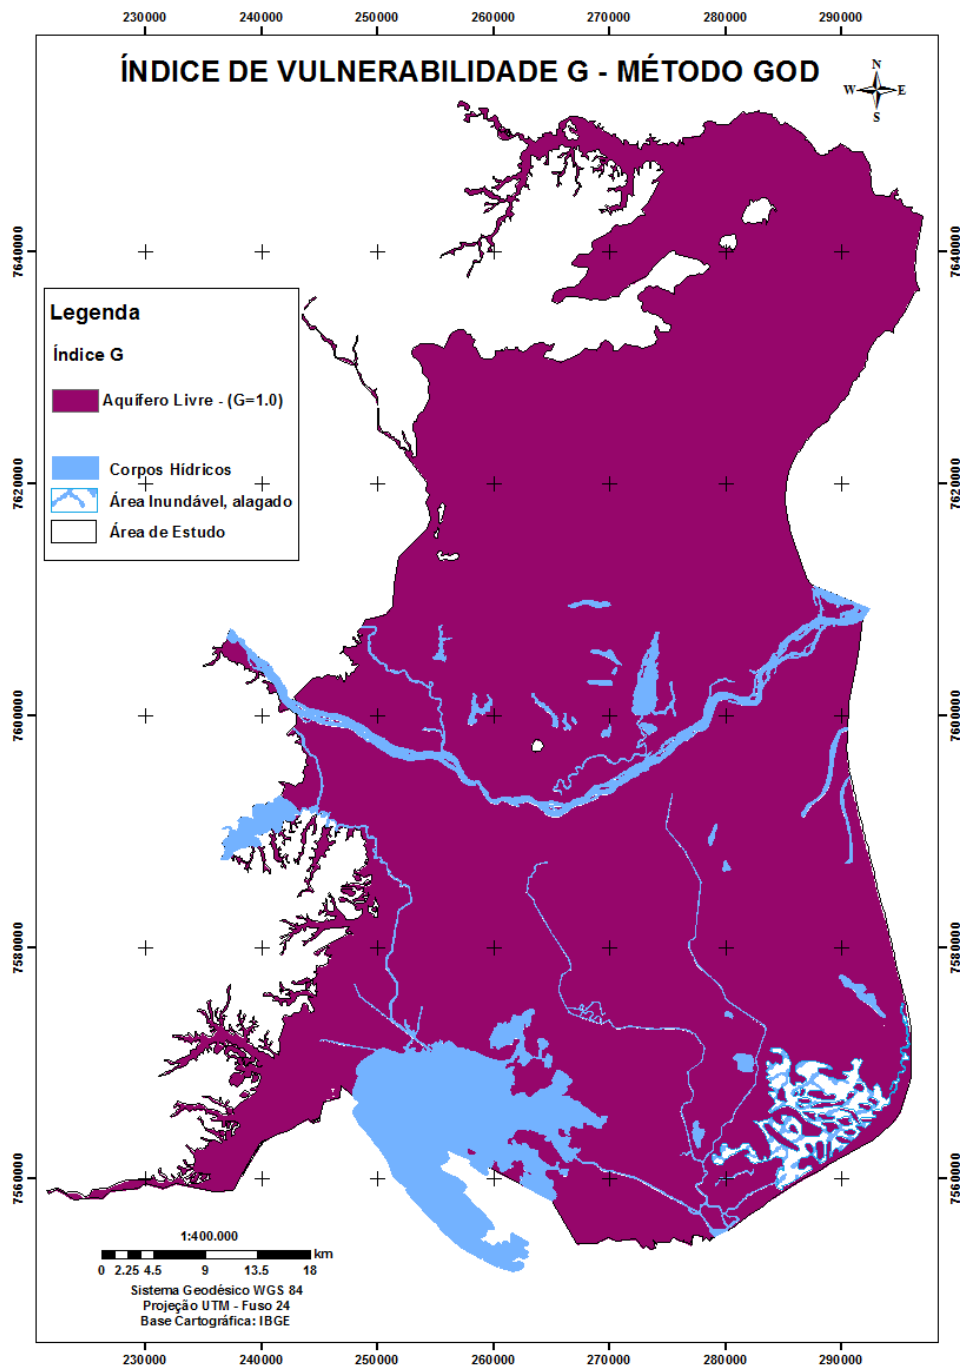 230000 240000 250000 260000 270000 280000 290000
ÍNDICE DE VULNERABILIDADE G - MÉTODO GOD
N
W E
S
7640000 7640000
Legenda
Índice G
Aquífero Livre - (G=1.0)
Corpos Hídricos
Área Inundável, alagado
Área de Estudo
7620000 7620000
7600000 7600000
7580000 7580000
7560000 7560000
1:400.000
km
0 2.25 4.5 9 13.5 18
Sistema Geodésico WGS 84
Projeção UTM - Fuso 24
Base Cartográfica: IBGE
230000 240000 250000 260000 270000 280000 290000